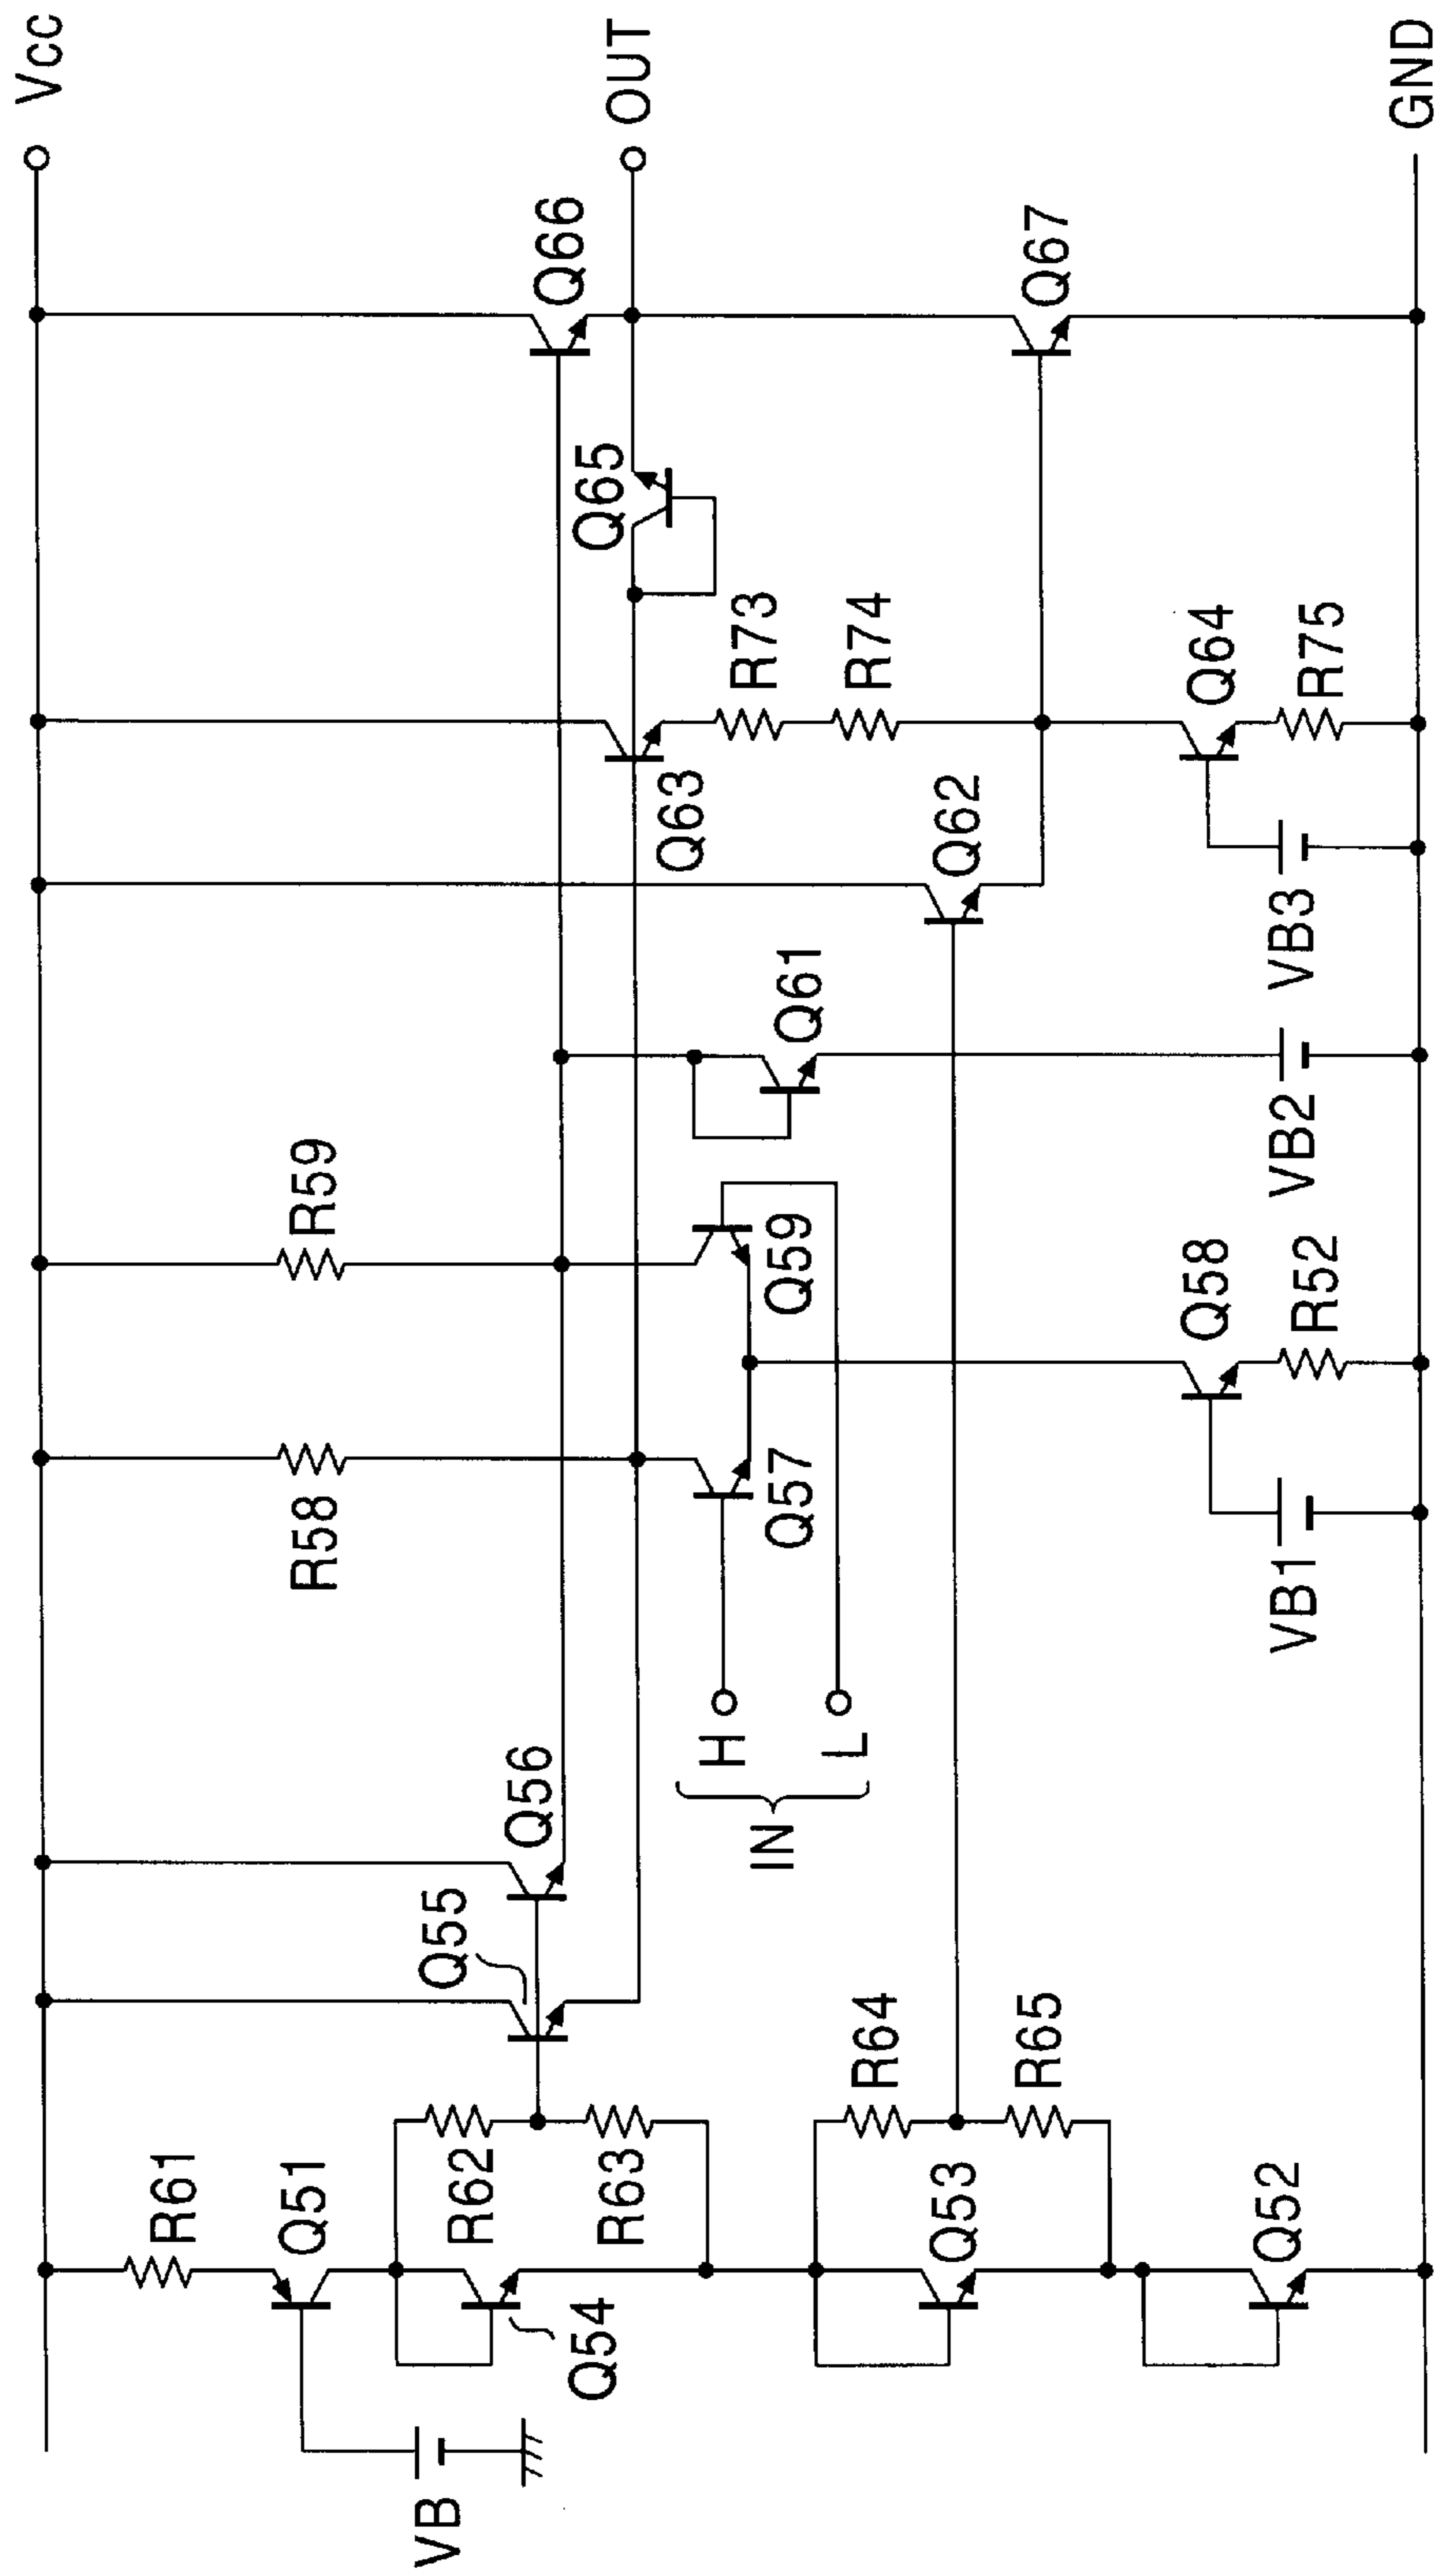 Vcc
OUT
GND
Q66
Q67
Q65
R73
R74
Q64
R75
Q63
Q62
VB3
Q61
VB2
R59
Q59
Q58
R52
R58
Q57
VB1
H
L
IN
Q56
Q55
R64
R65
R61
Q51
R62
R63
Q53
Q52
Q54
VB